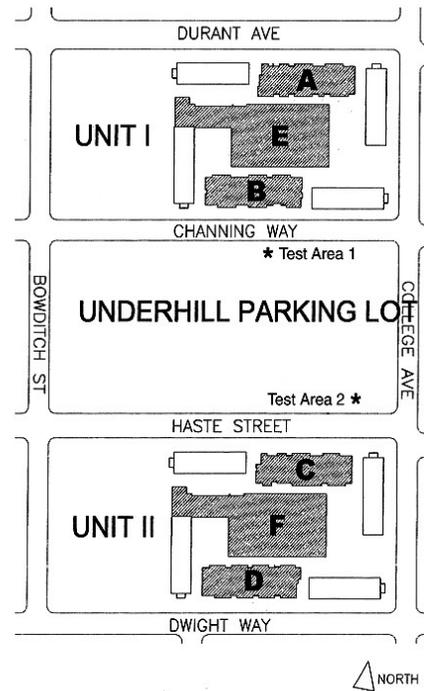 DURANT AVE
A
UNIT I
E
B
CHANNING WAY
* Test Area 1
BOWDITCH ST
UNDERHILL PARKING LOT
COLLEGE AVE
Test Area 2 *
HASTE STREET
C
UNIT II
F
D
DWIGHT WAY
NORTH